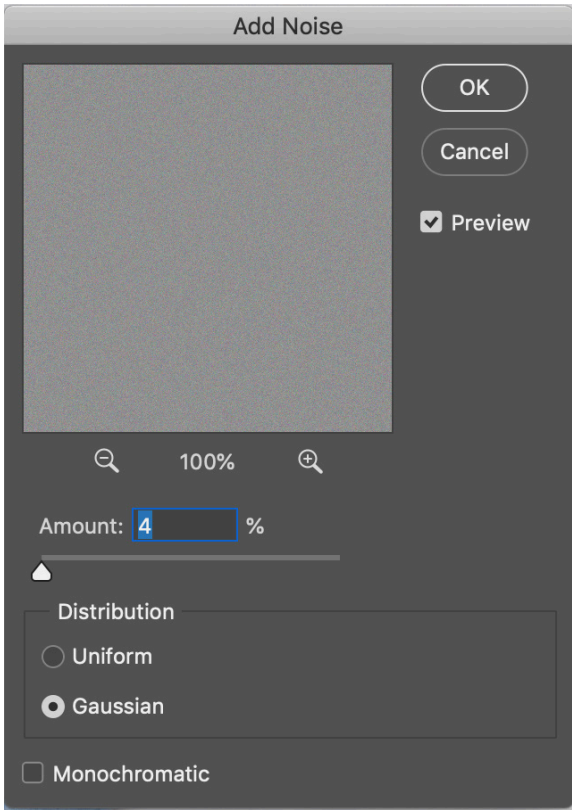 Add Noise
OK
Cancel
Preview
100%
Amount: 4 %
Distribution
Uniform
Gaussian
Monochromatic